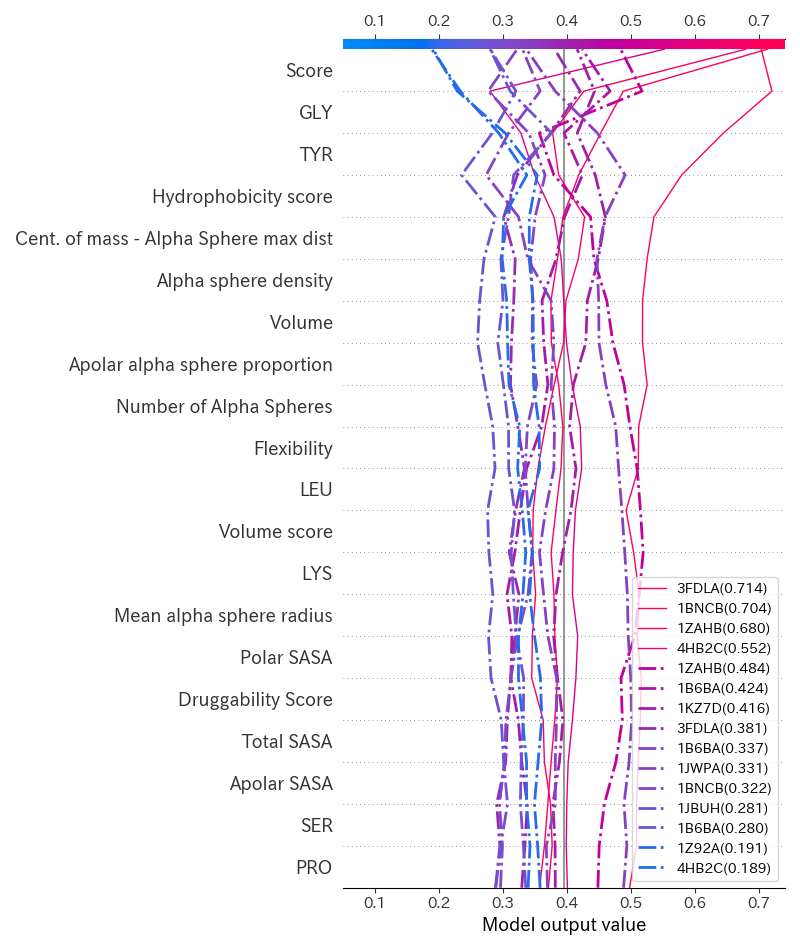 0.1 0.2 0.3 0.4 0.5 0.6 0.7
Score
GLY
TYR
Hydrophobicity score
Cent. of mass - Alpha Sphere max dist
Alpha sphere density
Volume
Apolar alpha sphere proportion
Number of Alpha Spheres
Flexibility
LEU
Volume score
LYS
Mean alpha sphere radius
Polar SASA
Druggability Score
Total SASA
Apolar SASA
SER
PRO
3FDLA(0.714)
1BNCB(0.704)
1ZAHB(0.680)
4HB2C(0.552)
1ZAHB(0.484)
1B6BA(0.424)
1KZ7D(0.416)
3FDLA(0.381)
1B6BA(0.337)
1JWPA(0.331)
1BNCB(0.322)
1JBUH(0.281)
1B6BA(0.280)
1Z92A(0.191)
4HB2C(0.189)
0.1 0.2 0.3 0.4 0.5 0.6 0.7
Model output value